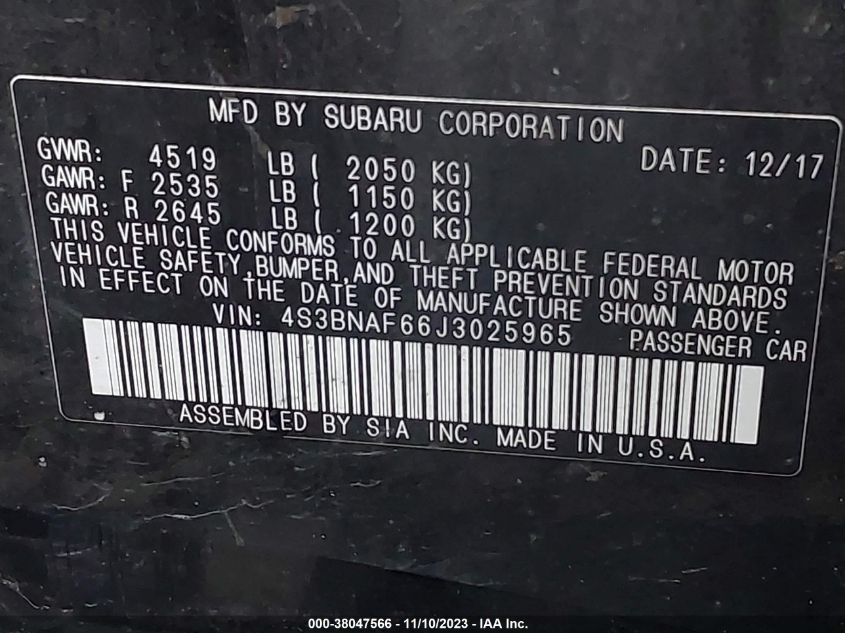 MFD BY SUBARU CORPORATION
GVWR: 4519 LB ( 2050 KG) DATE: 12/17
GAWR: F 2535 LB ( 1150 KG)
GAWR: R 2645 LB ( 1200 KG)
THIS VEHICLE CONFORMS TO ALL APPLICABLE FEDERAL MOTOR
VEHICLE SAFETY,BUMPER,AND THEFT PREVENTION STANDARDS
IN EFFECT ON THE DATE OF MANUFACTURE SHOWN ABOVE.
VIN: 4S3BNAF66J3025965 PASSENGER CAR
ASSEMBLED BY SIA INC. MADE IN U.S.A.
000-38047566 - 11/10/2023 - IAA Inc.